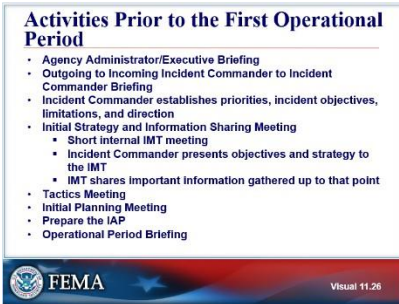 Activities Prior to the First Operational
Period
• Agency Administrator/Executive Briefing
• Outgoing to Incoming Incident Commander to Incident
Commander Briefing
• Incident Commander establishes priorities, incident objectives,
limitations, and direction
• Initial Strategy and Information Sharing Meeting
▪ Short internal IMT meeting
▪ Incident Commander presents objectives and strategy to
the IMT
▪ IMT shares important information gathered up to that point
• Tactics Meeting
• Initial Planning Meeting
• Prepare the IAP
• Operational Period Briefing
FEMA
Visual 11.26